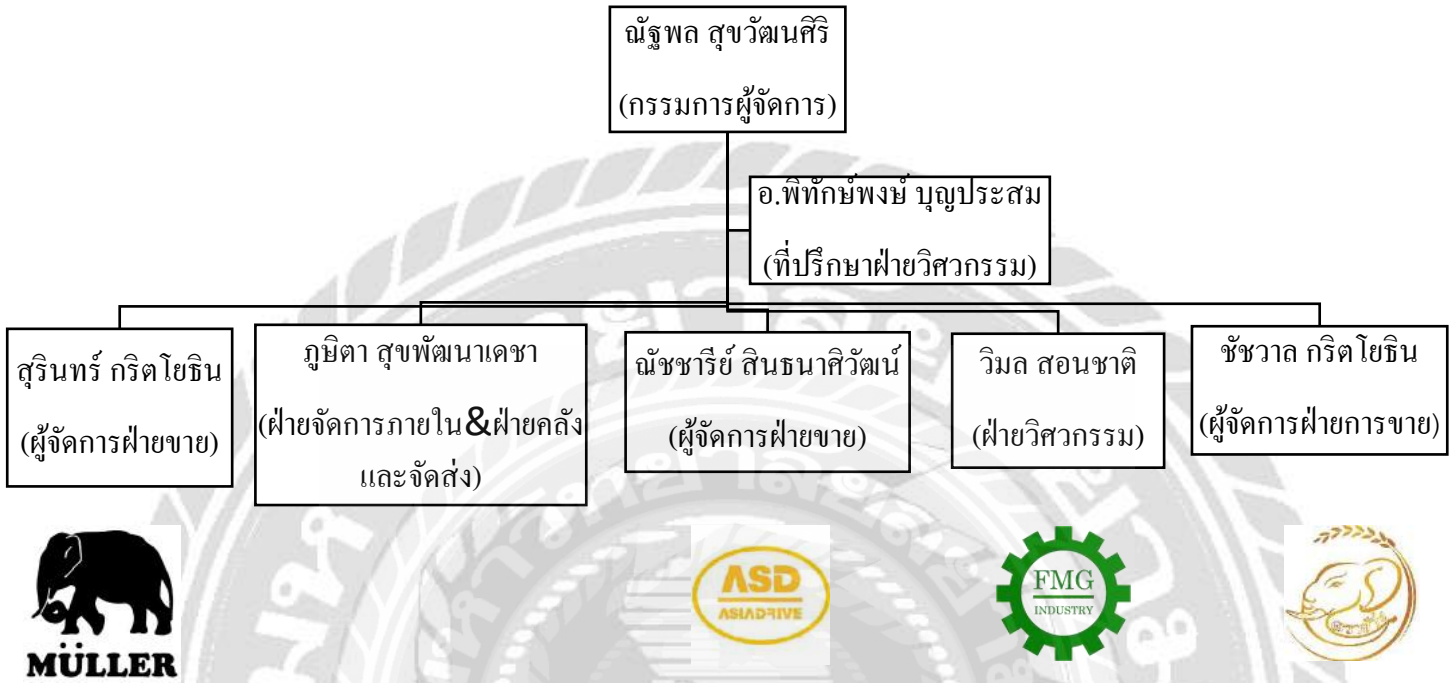 ณัฐพล สุขวัฒนศิริ
(กรรมการผู้จัดการ)
อ.พิทักษ์พงษ์ บุญประสม
(ที่ปรึกษาฝ่ายวิศวกรรม)
สุรินทร์ กริตโยธิน
(ผู้จัดการฝ่ายขาย)
ภูษิตา สุขพัฒนาเดชา
(ฝ่ายจัดการภายใน&ฝ่ายคลัง
และจัดส่ง)
ณัชชารีย์ สินธนาศิวัฒน์
(ผู้จัดการฝ่ายขาย)
วิมล สอนชาติ
(ฝ่ายวิศวกรรม)
ชัชวาล กริตโยธิน
(ผู้จัดการฝ่ายการขาย)
MÜLLER
ASD
ASIADRIVE
FMG
INDUSTRY